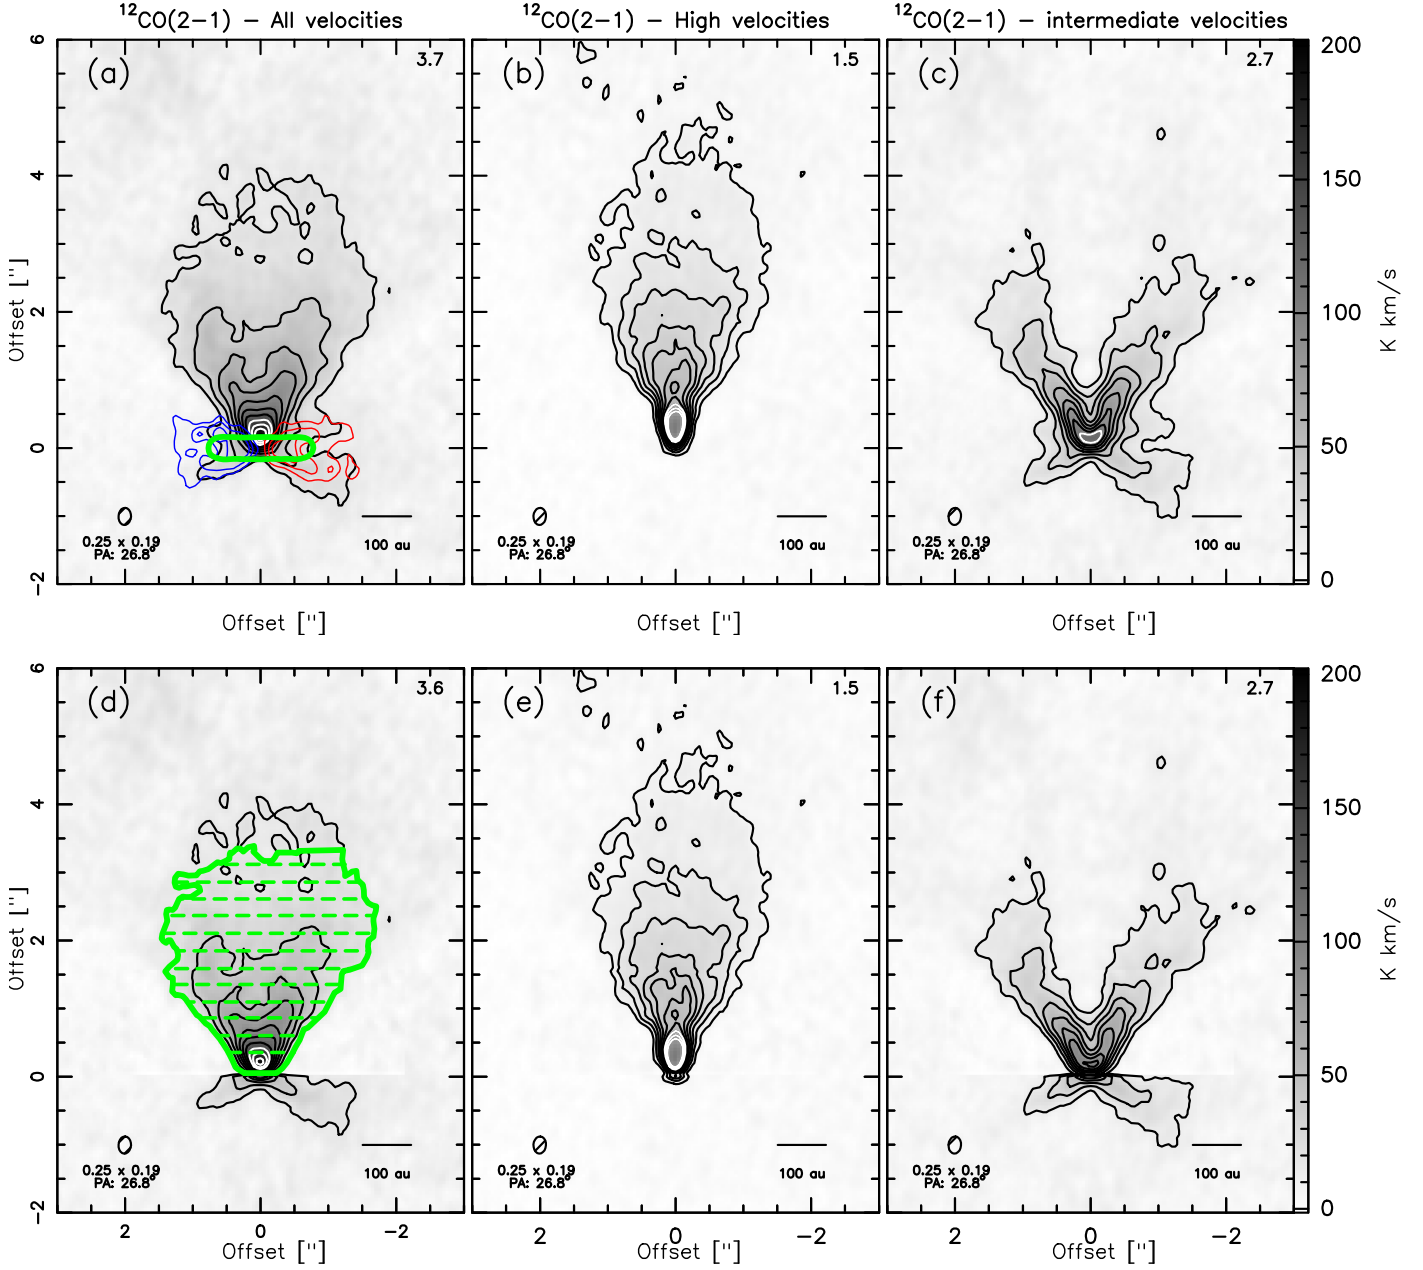 ¹²CO(2−1) − All velocities
¹²CO(2−1) − High velocities
¹²CO(2−1) − intermediate velocities
(a)
3.7
(b)
1.5
(c)
2.7
6
4
2
0
−2
Offset ["]
0.25 x 0.19
PA: 26.8°
100 au
0.25 x 0.19
PA: 26.8°
100 au
0.25 x 0.19
PA: 26.8°
100 au
200
150
100
50
0
K km/s
Offset ["]
Offset ["]
Offset ["]
(d)
3.6
(e)
1.5
(f)
2.7
6
4
2
0
−2
Offset ["]
0.25 x 0.19
PA: 26.8°
100 au
0.25 x 0.19
PA: 26.8°
100 au
0.25 x 0.19
PA: 26.8°
100 au
200
150
100
50
0
K km/s
2 0 −2
2 0 −2
2 0 −2
Offset ["]
Offset ["]
Offset ["]